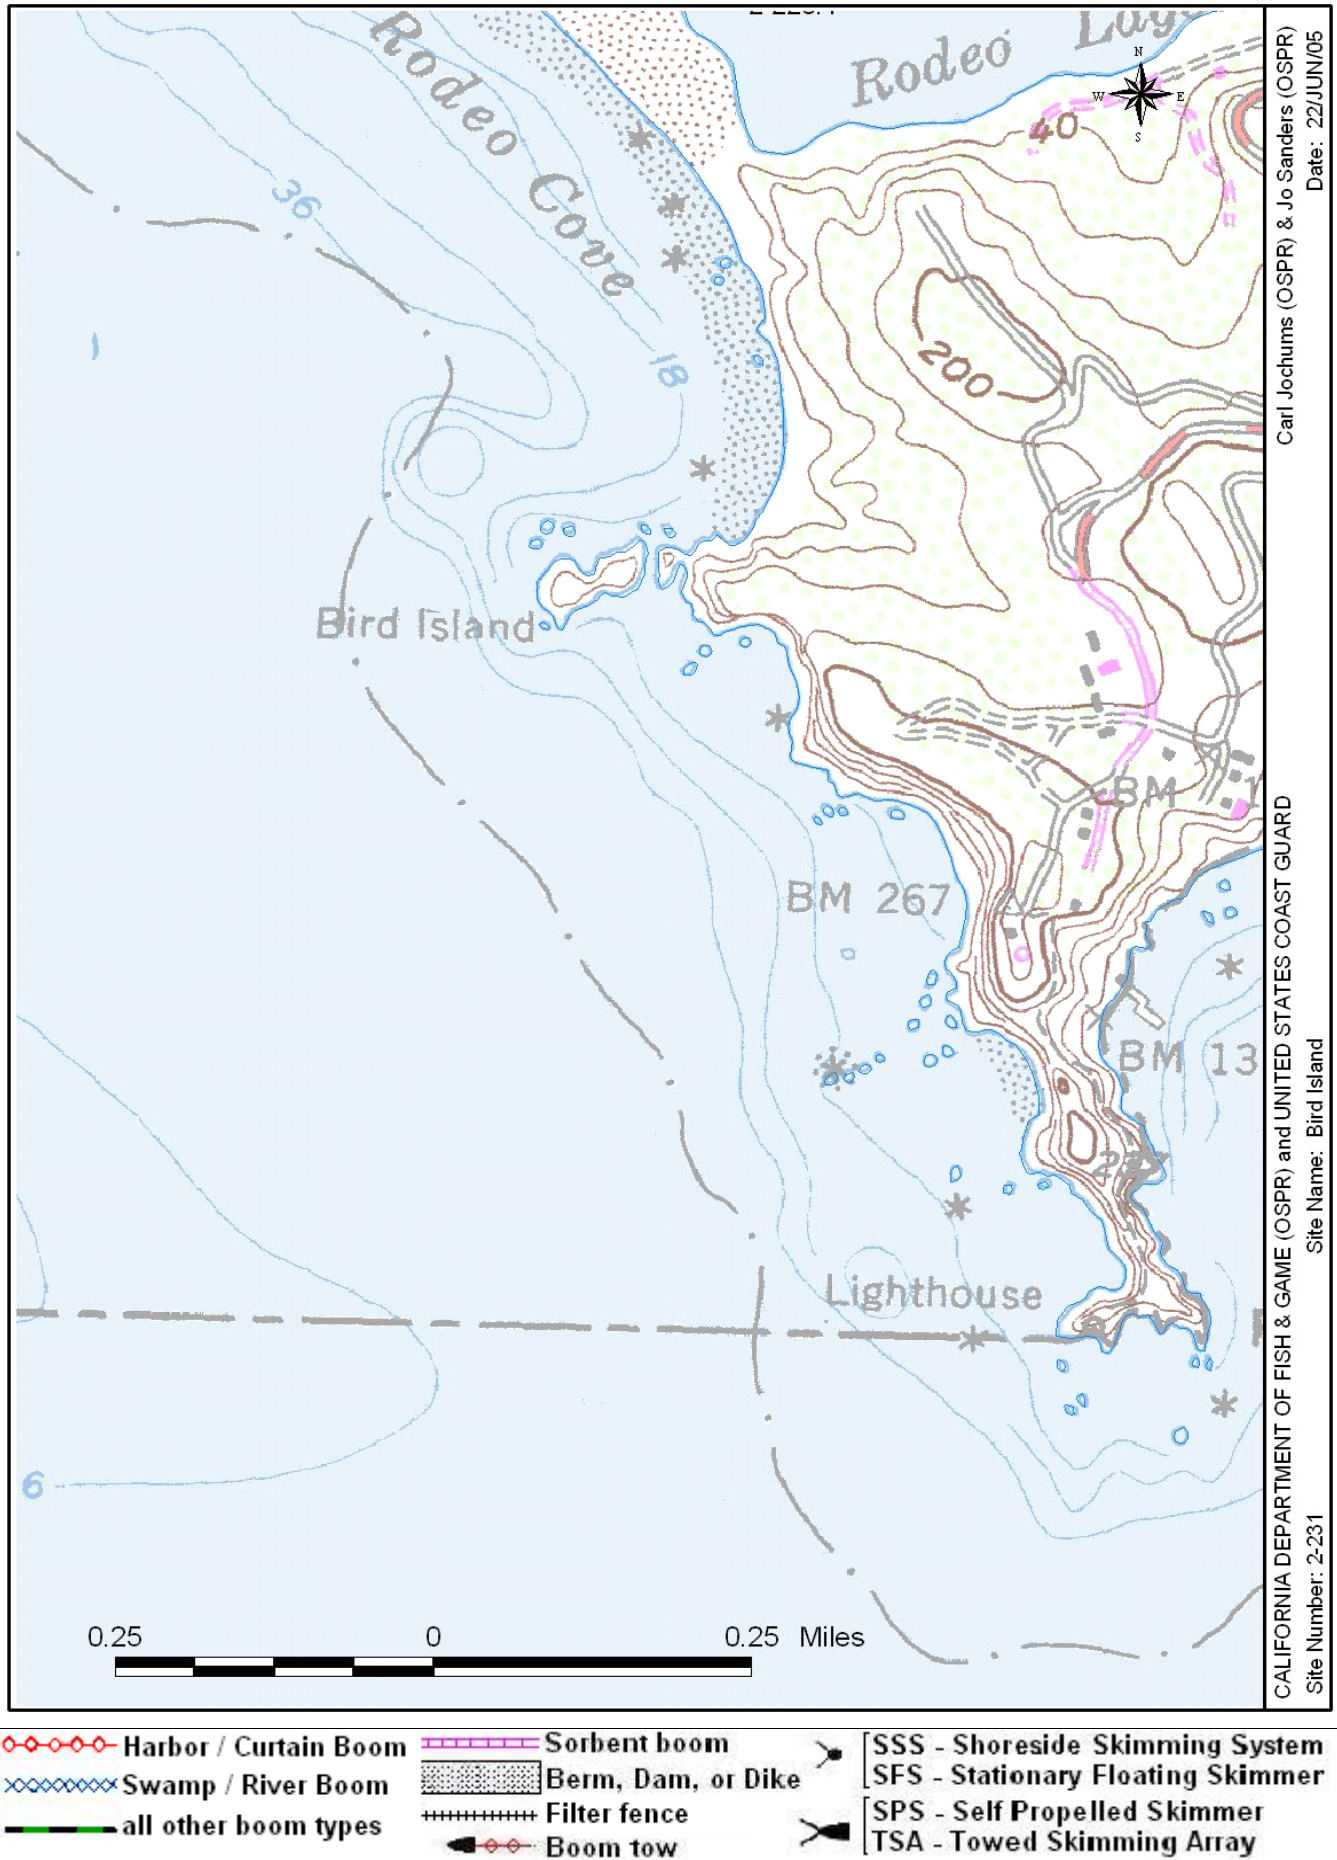 Rodeo
N
W E
S
40
Rodeo Cove
36
200
18
Bird Island
BM
BM 267
BM 13
Lighthouse
6
0.25 0 0.25 Miles
CALIFORNIA DEPARTMENT OF FISH & GAME (OSPR) and UNITED STATES COAST GUARD Carl Jochums (OSPR) & Jo Sanders (OSPR)
Site Number: 2-231 Site Name: Bird Island Date: 22/JUN/05
Harbor / Curtain Boom
Swamp / River Boom
all other boom types
Sorbent boom
Berm, Dam, or Dike
Filter fence
Boom tow
SSS - Shoreside Skimming System
SFS - Stationary Floating Skimmer
SPS - Self Propelled Skimmer
TSA - Towed Skimming Array